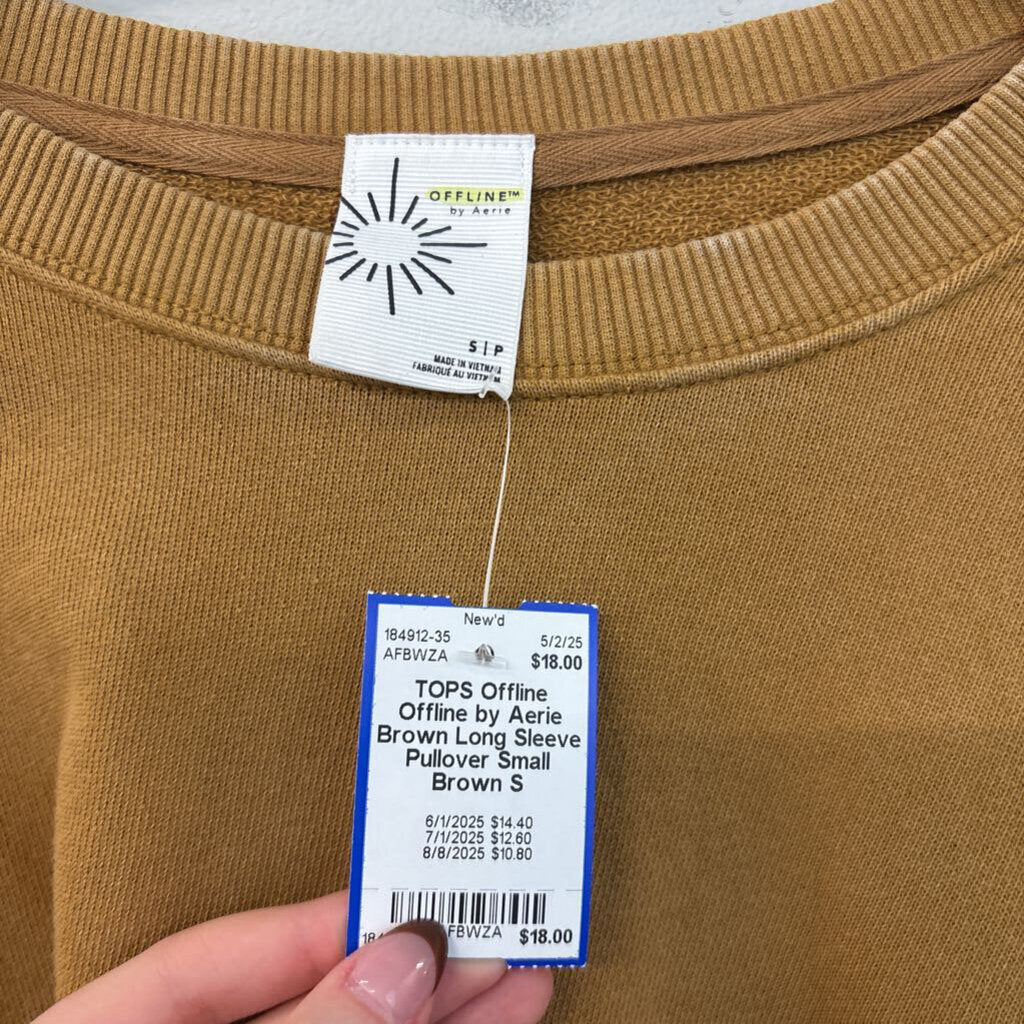 OFFLINE™
by Aerie
S | P
MADE IN VIETNAM
FABRIQUÉ AU VIETNAM
New'd
184912-35 5/2/25
AFBWZA $18.00
TOPS Offline
Offline by Aerie
Brown Long Sleeve
Pullover Small
Brown S
6/1/2025 $14.40
7/1/2025 $12.60
8/8/2025 $10.80
FBWZA $18.00